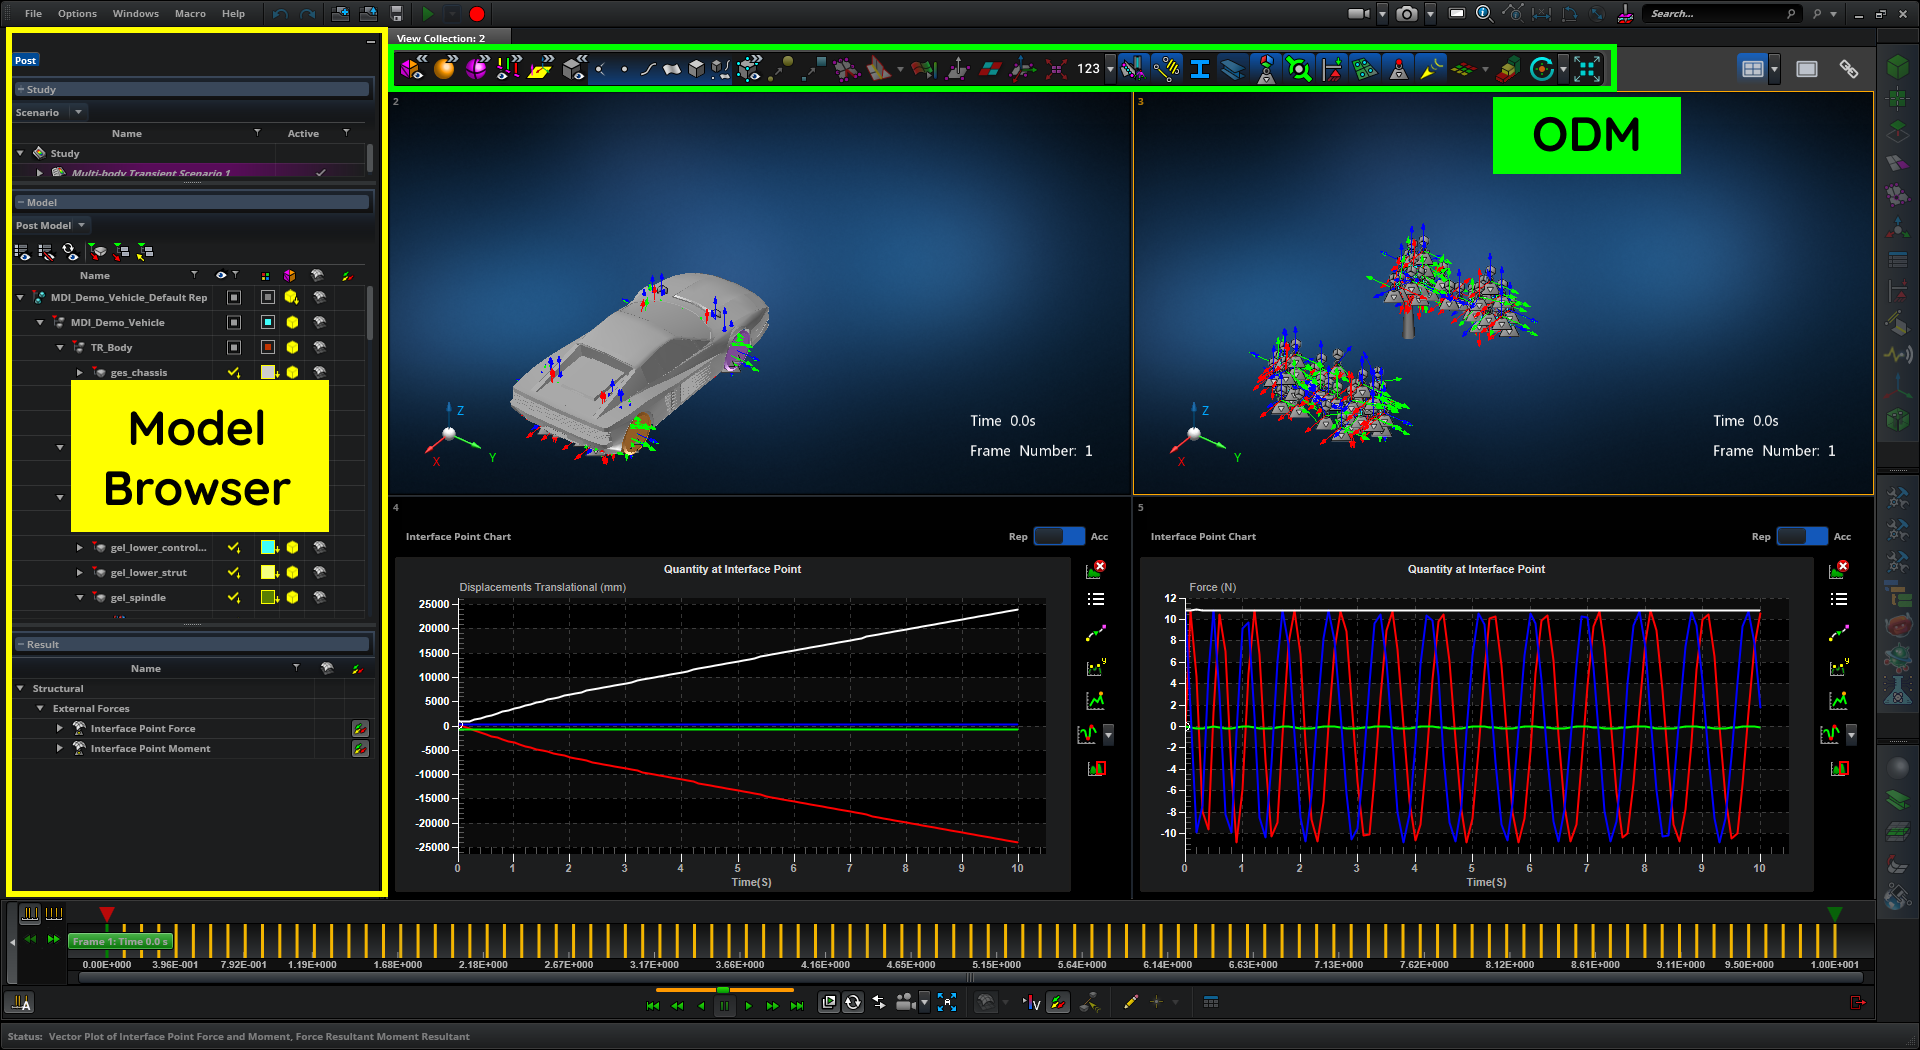 File Options Windows Macro Help
Search...
View Collection: 2
Post
Study
Scenario
Name Active
Study
Multi-body Transient Scenario 1
Model
Post Model
Name
MDI_Demo_Vehicle_Default Rep
MDI_Demo_Vehicle
TR_Body
ges_chassis
Model
Browser
gel_lower_control...
gel_lower_strut
gel_spindle
Result
Name
Structural
External Forces
Interface Point Force
Interface Point Moment
123
ODM
2
Z
X
Y
Time 0.0s
Frame Number: 1
3
Z
X
Y
Time 0.0s
Frame Number: 1
4
Interface Point Chart Rep Acc
Quantity at Interface Point
Displacements Translational (mm)
25000
20000
15000
10000
5000
0
-5000
-10000
-15000
-20000
-25000
0 1 2 3 4 5 6 7 8 9 10
Time(S)
5
Interface Point Chart Rep Acc
Quantity at Interface Point
Force (N)
12
10
8
6
4
2
0
-2
-4
-6
-8
-10
0 1 2 3 4 5 6 7 8 9 10
Time(S)
Frame 1: Time 0.0 s
0.00E+000 3.96E-001 7.92E-001 1.19E+000 1.68E+000 2.18E+000 2.67E+000 3.17E+000 3.66E+000 4.16E+000 4.65E+000 5.15E+000 5.64E+000 6.14E+000 6.63E+000 7.13E+000 7.62E+000 8.12E+000 8.61E+000 9.11E+000 9.50E+000 1.00E+001
Status: Vector Plot of Interface Point Force and Moment, Force Resultant Moment Resultant